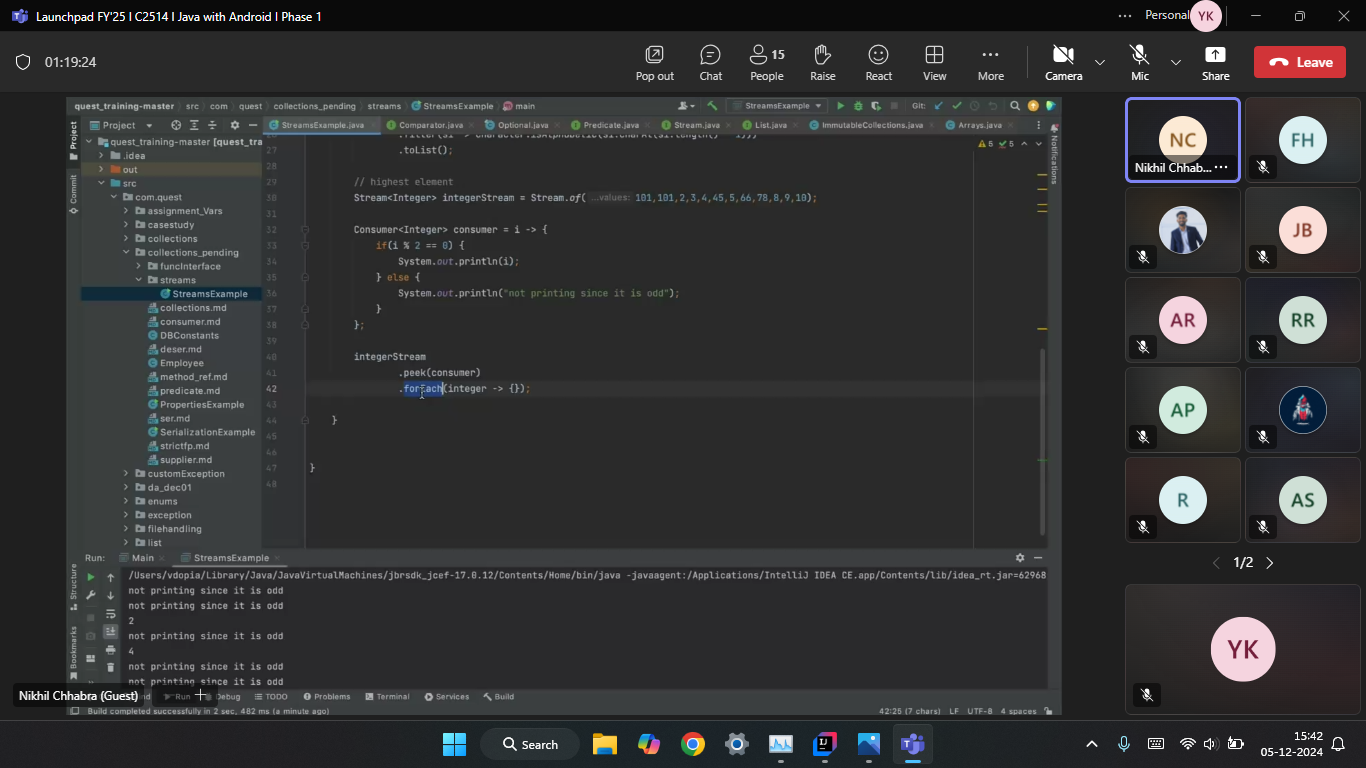 Launchpad FY'25 | C2514 | Java with Android | Phase 1
Personal YK
01:19:24
Pop out
Chat
15
People
Raise
React
View
More
Camera
Mic
Share
Leave
quest_training-master src com quest collections_pending streams StreamsExample main
StreamsExample Git:
Project
StreamsExample.java Comparator.java Optional.java Predicate.java Stream.java List.java ImmutableCollections.java Arrays.java
Project
Commit
Structure
Bookmarks
Notifications
quest_training-master [quest_tra
.idea
out
src
com.quest
assignment_Vars
casestudy
collections
collections_pending
funcInterface
streams
StreamsExample
collections.md
consumer.md
DBConstants
deser.md
Employee
method_ref.md
predicate.md
PropertiesExample
ser.md
SerializationExample
strictfp.md
supplier.md
customException
da_dec01
enums
exception
filehandling
list
5 5
27 .toList();
28
29 // highest element
30 Stream<Integer> integerStream = Stream.of( ...values: 101,101,2,3,4,45,5,66,78,8,9,10);
31
32 Consumer<Integer> consumer = i -> {
33 if(i % 2 == 0) {
34 System.out.println(i);
35 } else {
36 System.out.println("not printing since it is odd");
37 }
38 };
39
40 integerStream
41 .peek(consumer)
42 .forEach(integer -> {});
43
44 }
45
46
47 }
48
Run: Main StreamsExample
/Users/vdopia/Library/Java/JavaVirtualMachines/jbrsdk_jcef-17.0.12/Contents/Home/bin/java -javaagent:/Applications/IntelliJ IDEA CE.app/Contents/lib/idea_rt.jar=62968
not printing since it is odd
not printing since it is odd
2
not printing since it is odd
4
not printing since it is odd
not printing since it is odd
Run Debug TODO Problems Terminal Services Build
Build completed successfully in 2 sec, 482 ms (a minute ago)
42:25 (7 chars) LF UTF-8 4 spaces
Nikhil Chhabra (Guest)
NC
Nikhil Chhab... ...
FH
JB
AR
RR
AP
R
AS
1/2
YK
Search
15:42
05-12-2024